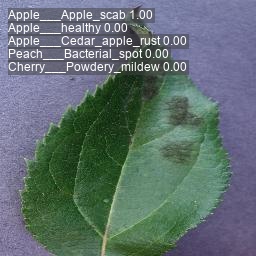 Apple___Apple_scab 1.00
Apple___healthy 0.00
Apple___Cedar_apple_rust 0.00
Peach___Bacterial_spot 0.00
Cherry___Powdery_mildew 0.00